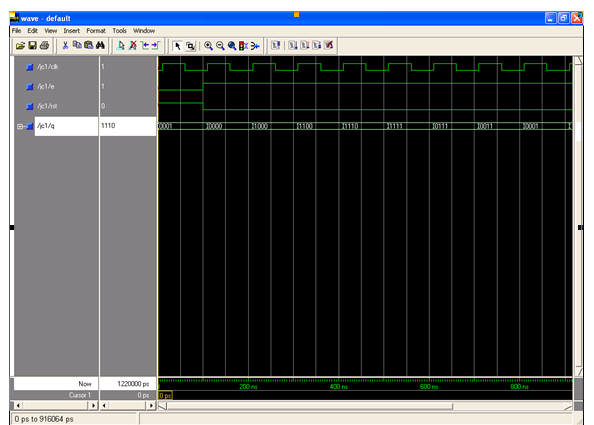 wave - default
File Edit View Insert Format Tools Window
/jc1/clk 1
/jc1/e 1
/jc1/rst 0
/jc1/q 1110 0001 0000 1000 1100 1110 1111 0111 0011 0001
Now 1220000 ps 200 ns 400 ns 600 ns 800 ns
Cursor 1 0 ps 0 ps
0 ps to 916064 ps